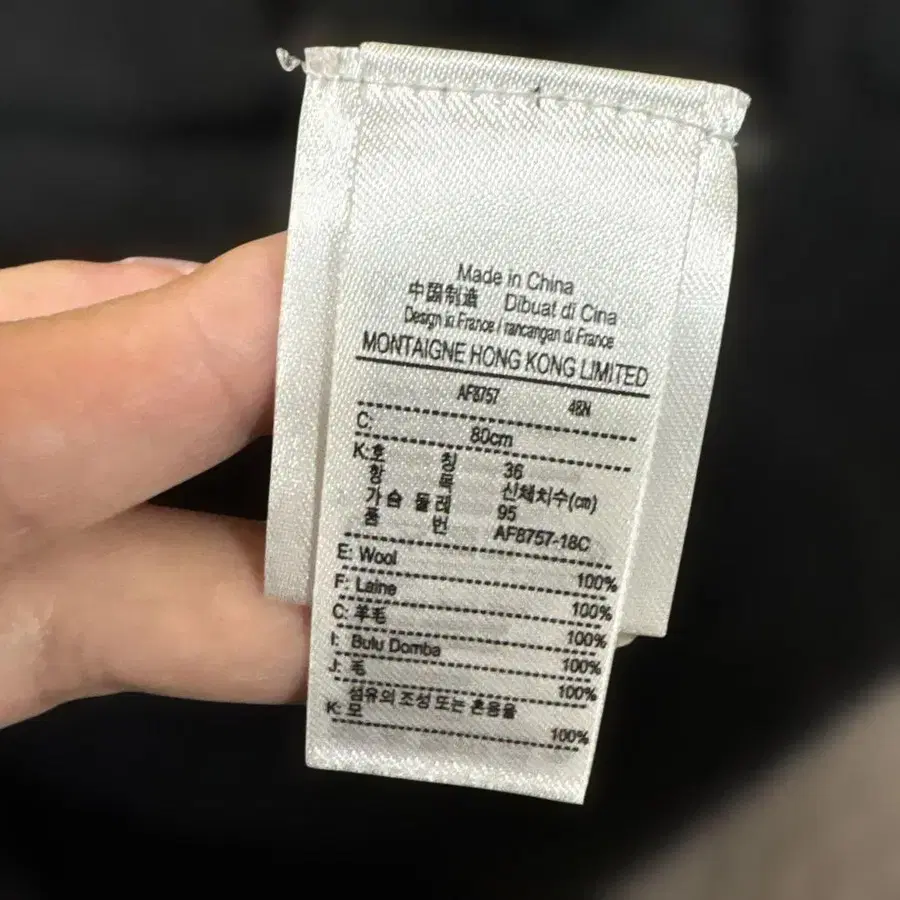 Made in China
中国制造 Dibuat di Cina
Design in France / rancangan di France
MONTAIGNE HONG KONG LIMITED
AF8757 48N
C: 80cm
K:호 칭 36
항 목 신체치수(cm)
가슴 둘레 95
품 번 AF8757-18C
E: Wool 100%
F: Laine 100%
C: 羊毛 100%
I: Bulu Domba 100%
J: 毛 100%
섬유의 조성 또는 혼용율
K: 모 100%